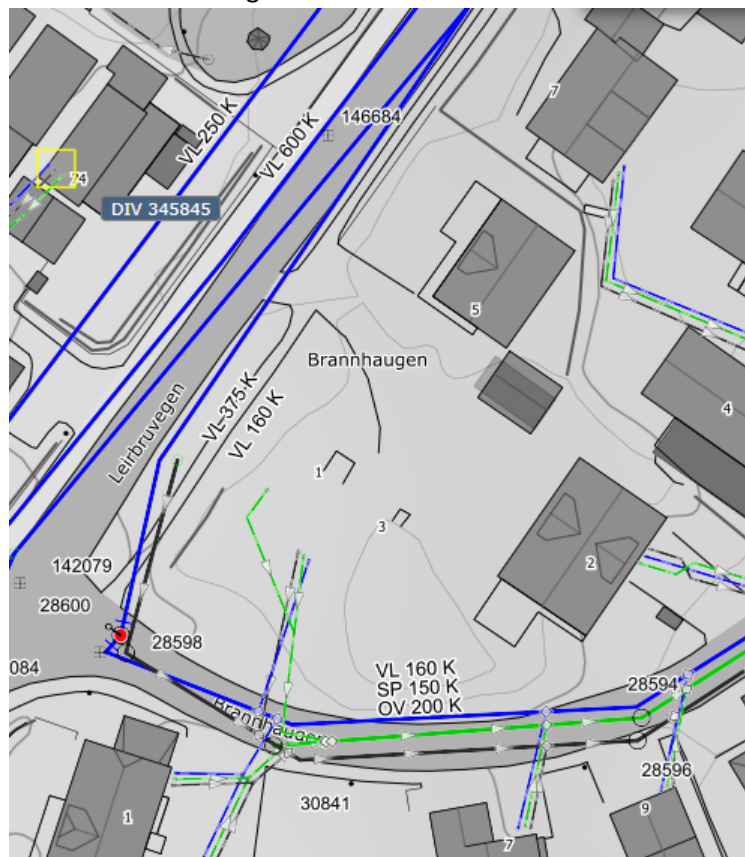 7
VL 250 K
VL 600 K
146684
74
DIV 345845
5
Brannhaugen
4
VL 375 K
VL 160 K
Leirbruvegen
1
3
2
142079
28600
28598
084
VL 160 K
SP 150 K
OV 200 K
28594
Brannhaugen
28596
30841
1
9
7